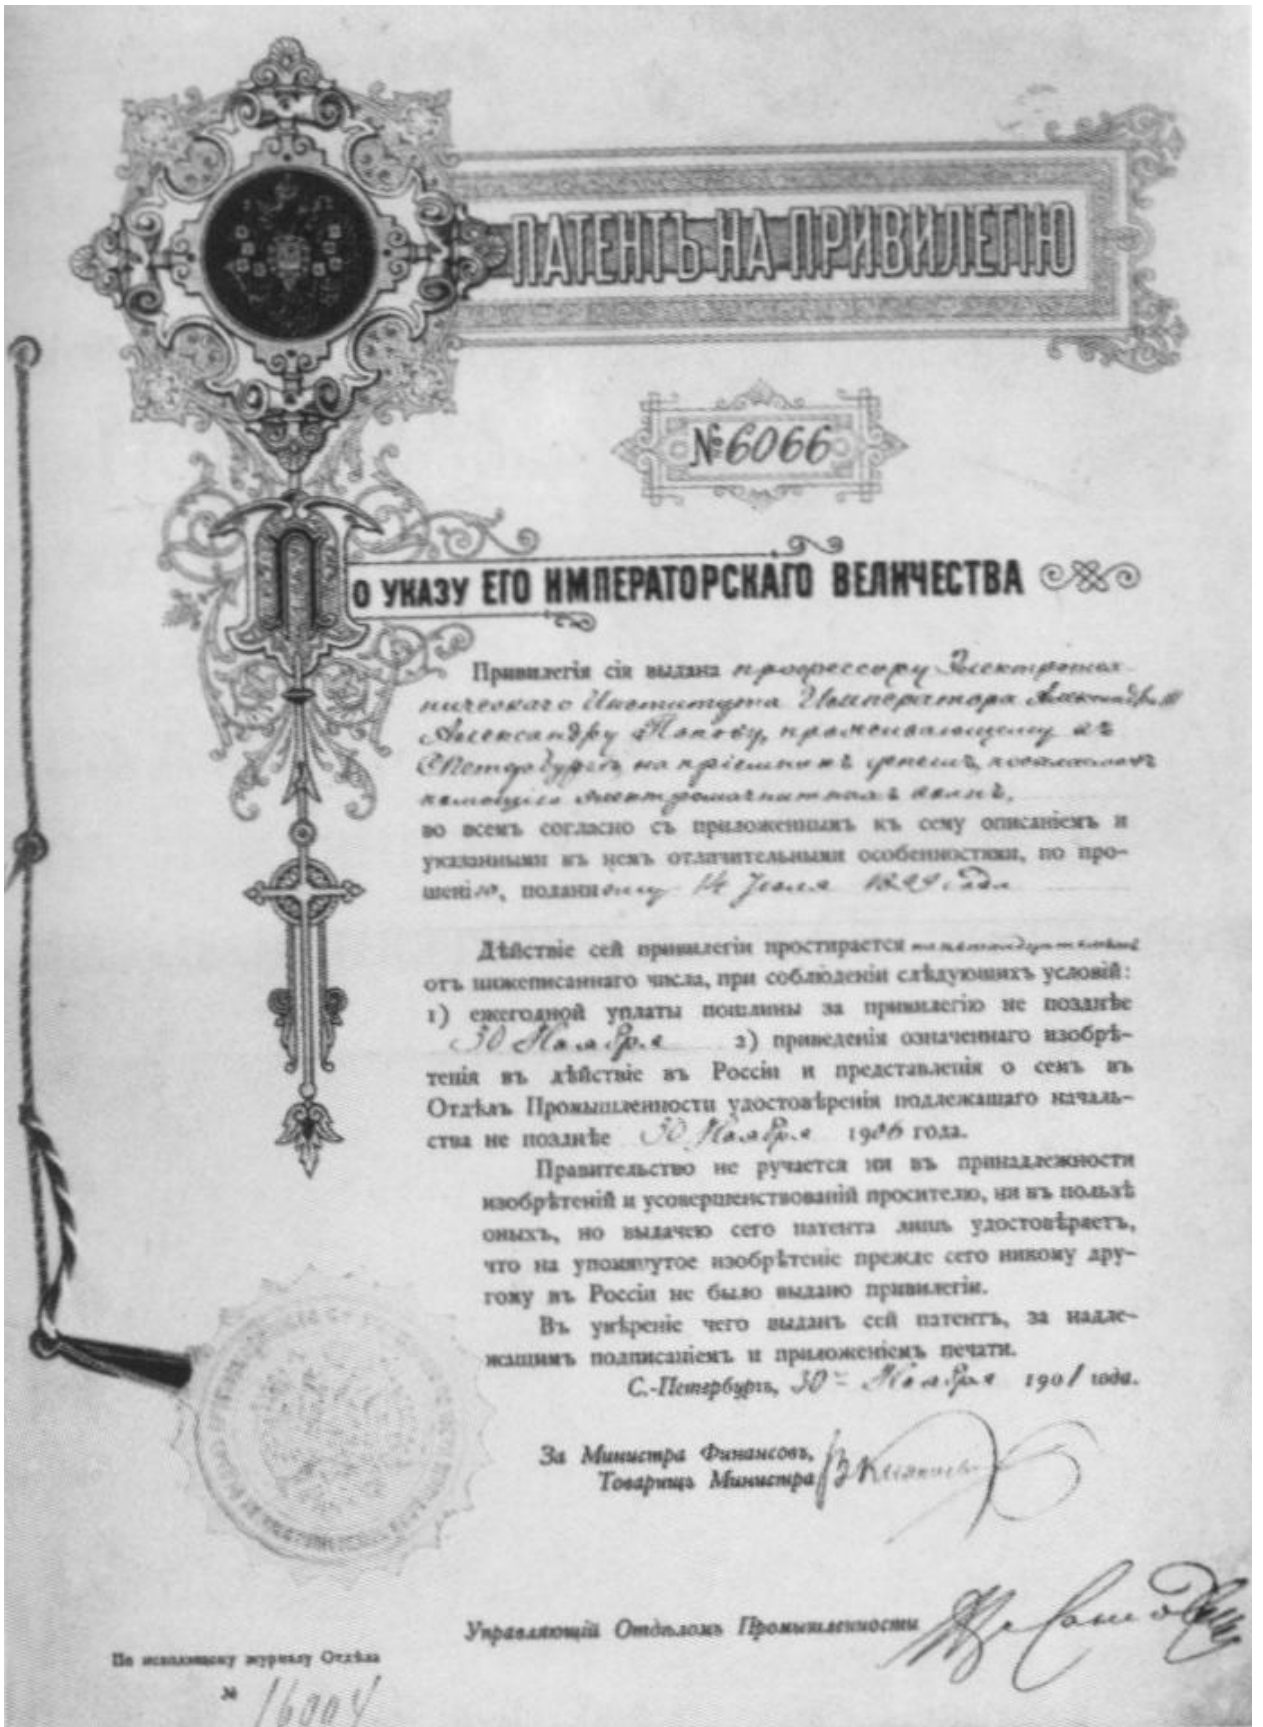 ПАТЕНТЪ НА ПРИВИЛЕГІЮ
№ 6066
ПО УКАЗУ ЕГО ИМПЕРАТОРСКАГО ВЕЛИЧЕСТВА
Привилегія сія выдана профессору Электротех
ническаго Института Императора Александра III
Александру Попову, проживающему въ
СПетербургѣ, на пріемникъ депешъ, посылаемыхъ
помощью электромагнитныхъ волнъ,
во всемъ согласно съ приложеннымъ къ сему описаніемъ и
указанными въ немъ отличительными особенностями, по про-
шенію, поданному 14 Іюля 1899 года
Дѣйствіе сей привилегіи простирается на пятнадцать лѣтъ
отъ нижеписаннаго числа, при соблюденіи слѣдующихъ условій:
1) ежегодной уплаты пошлины за привилегію не позднѣе
30 Ноября 2) приведенія означеннаго изобрѣ-
тенія въ дѣйствіе въ Россіи и представленія о семъ въ
Отдѣлъ Промышленности удостовѣренія подлежащаго началь-
ства не позднѣе 30 Ноября 1906 года.
Правительство не ручается ни въ принадлежности
изобрѣтеній и усовершенствованій просителю, ни въ пользѣ
оныхъ, но выдачею сего патента лишь удостовѣряетъ,
что на упомянутое изобрѣтеніе прежде сего никому дру-
гому въ Россіи не было выдано привилегіи.
Въ увѣреніе чего выданъ сей патентъ, за надле-
жащимъ подписаніемъ и приложеніемъ печати.
С.-Петербургъ, 30 Ноября 1901 года.
За Министра Финансовъ,
Товарищъ Министра
Управляющій Отдѣломъ Промышленности
По исходящему журналу Отдѣла
№ 16004